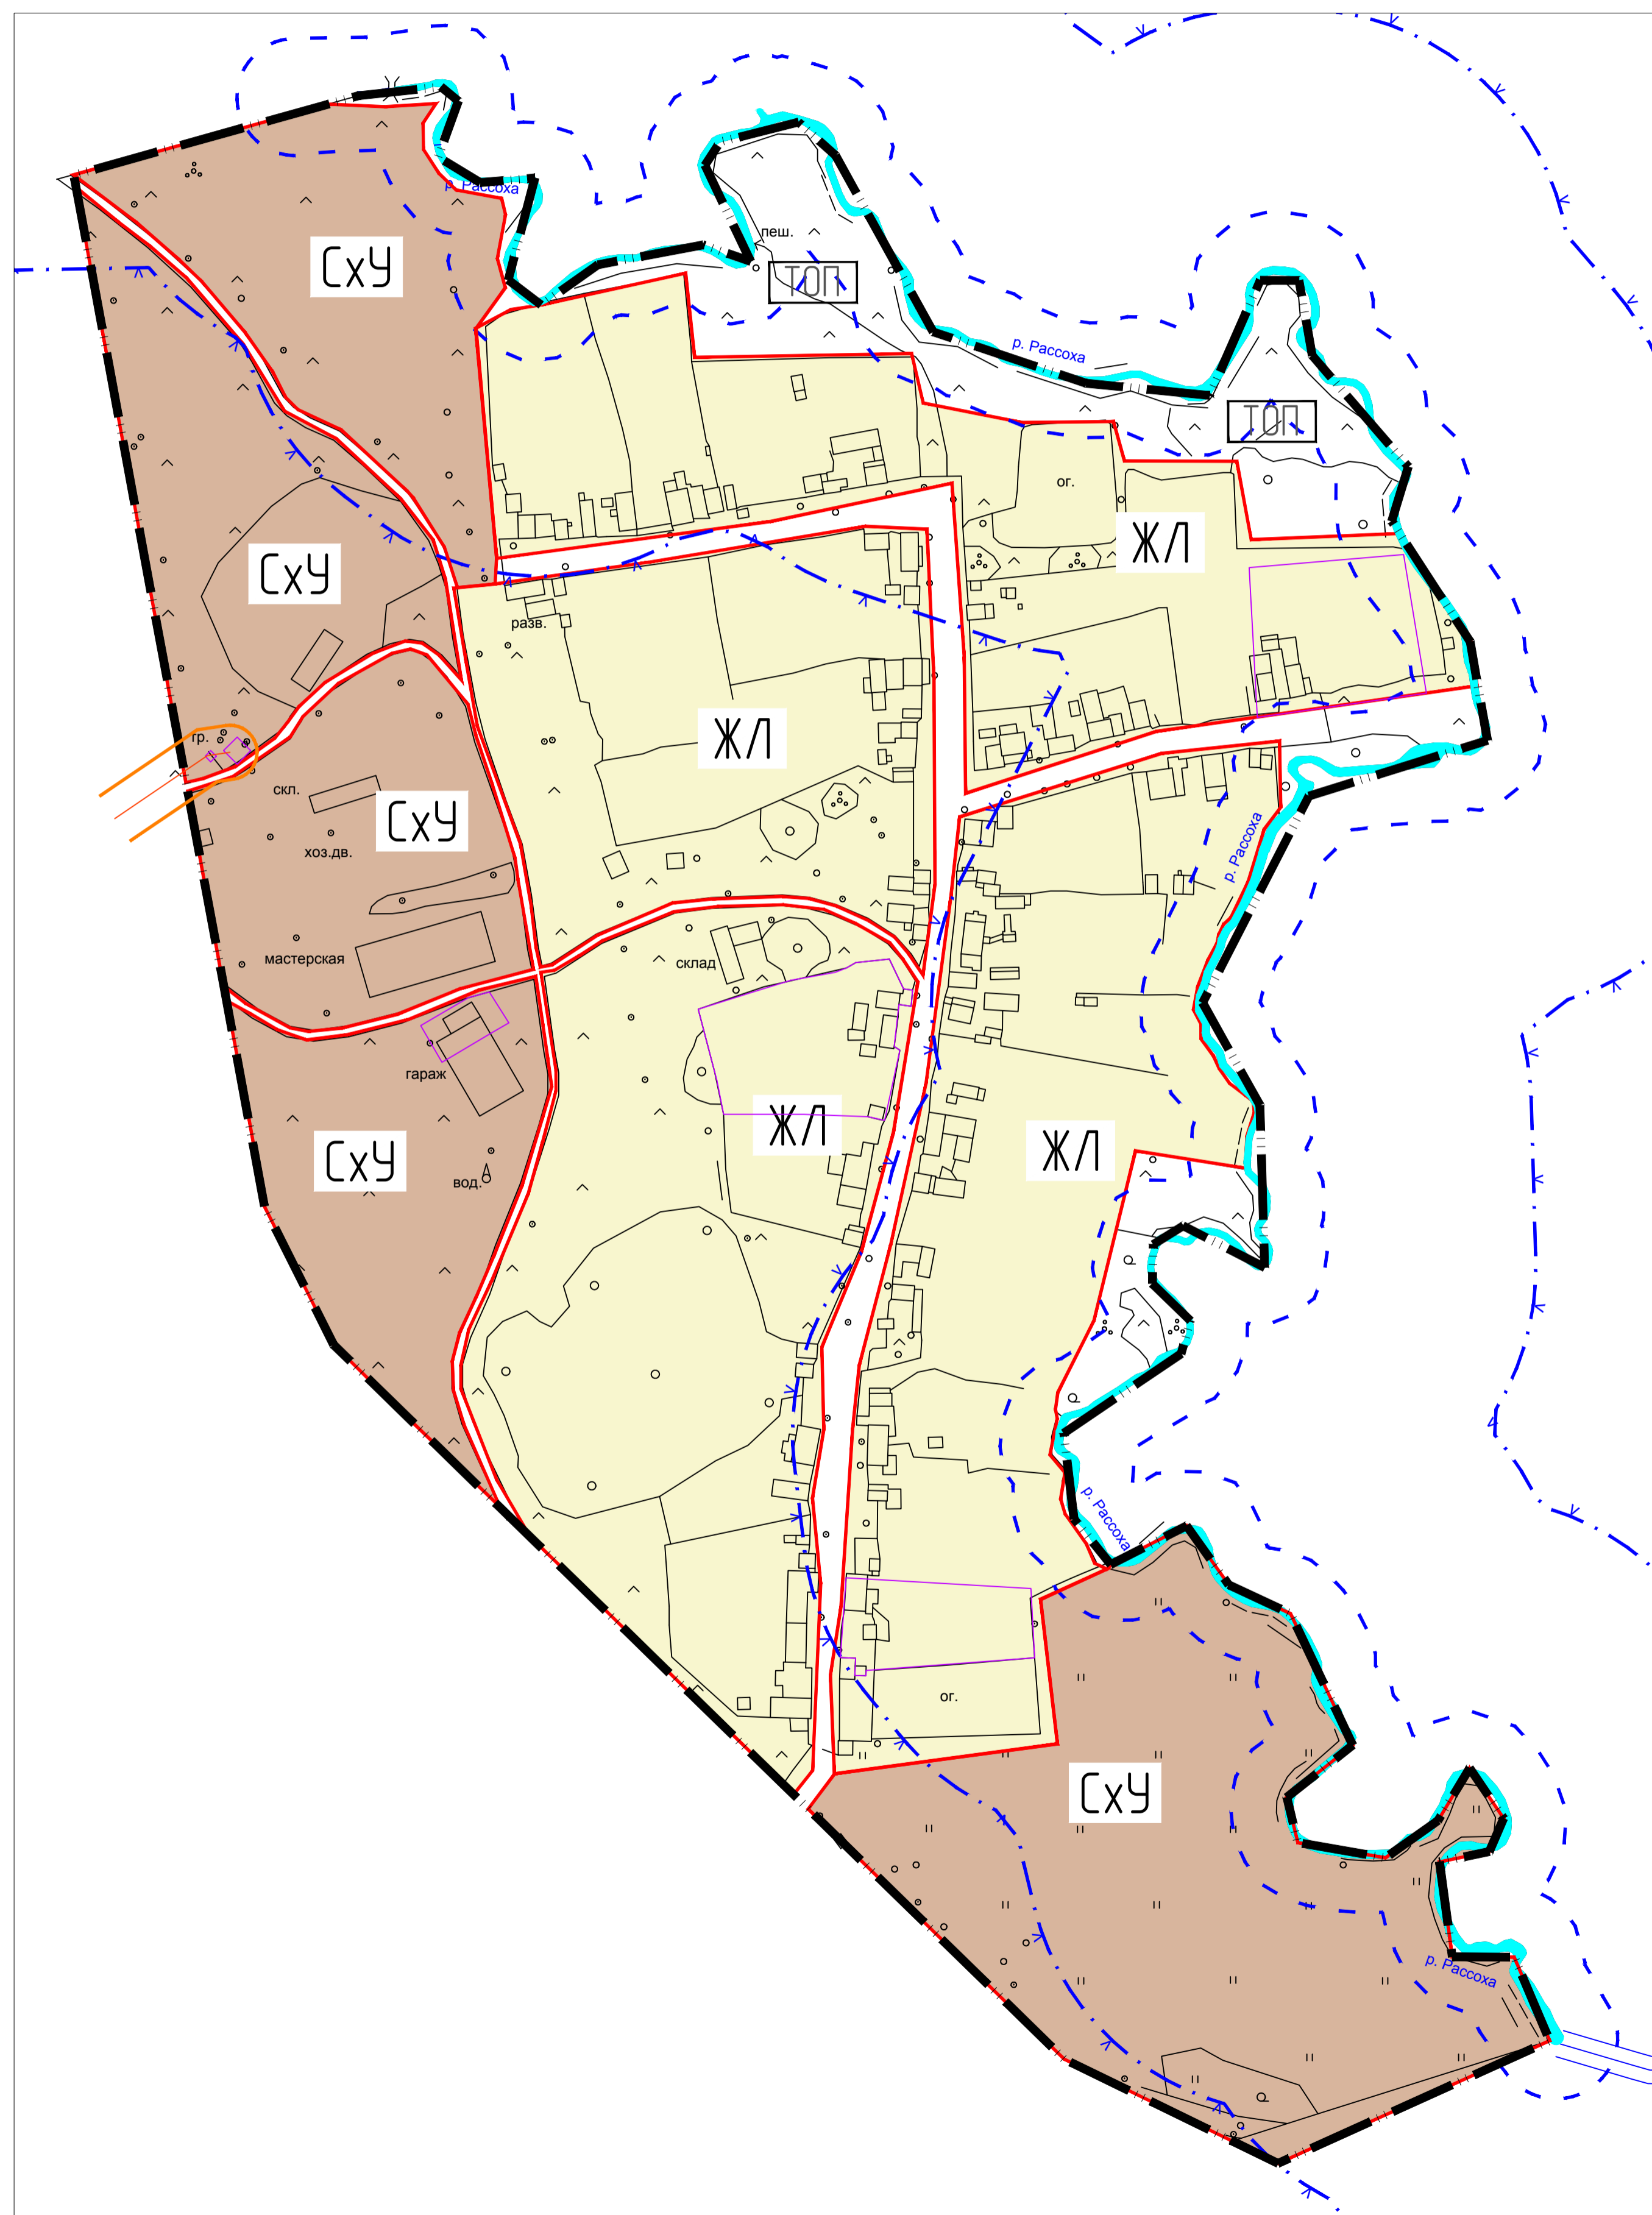 р. Рассоха
пеш.
СхУ
ТОП
р. Рассоха
ТОП
ог.
ЖЛ
СхУ
разв.
гр.
ЖЛ
скл.
СхУ
хоз.дв.
р. Рассоха
мастерская
склад
гараж
ЖЛ
ЖЛ
СхУ
вод.
р. Рассоха
ог.
СхУ
р. Рассоха